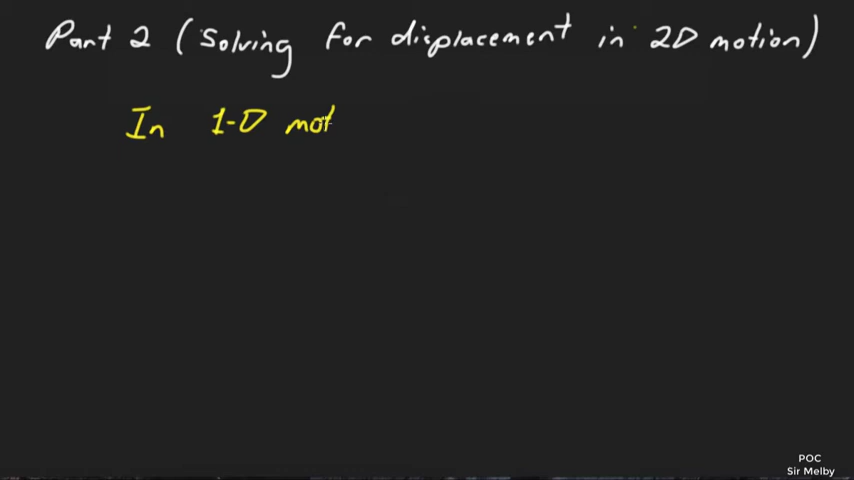 Part 2 (Solving for displacement in 2D motion)
In 1-D mot
POC
Sir Melby